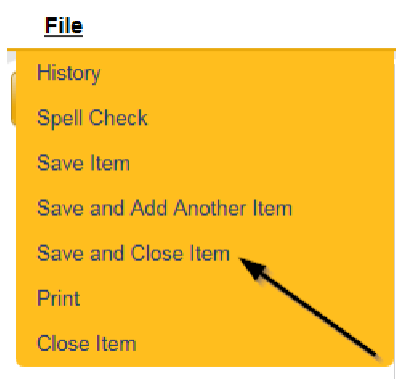 File
History
Spell Check
Save Item
Save and Add Another Item
Save and Close Item
Print
Close Item